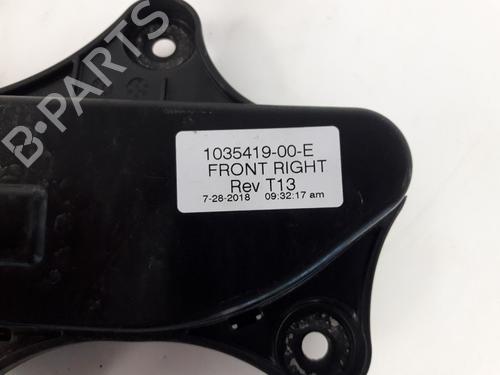 B-PARTS
1035419-00-E
FRONT RIGHT
Rev T13
7-28-2018 09:32:17 am